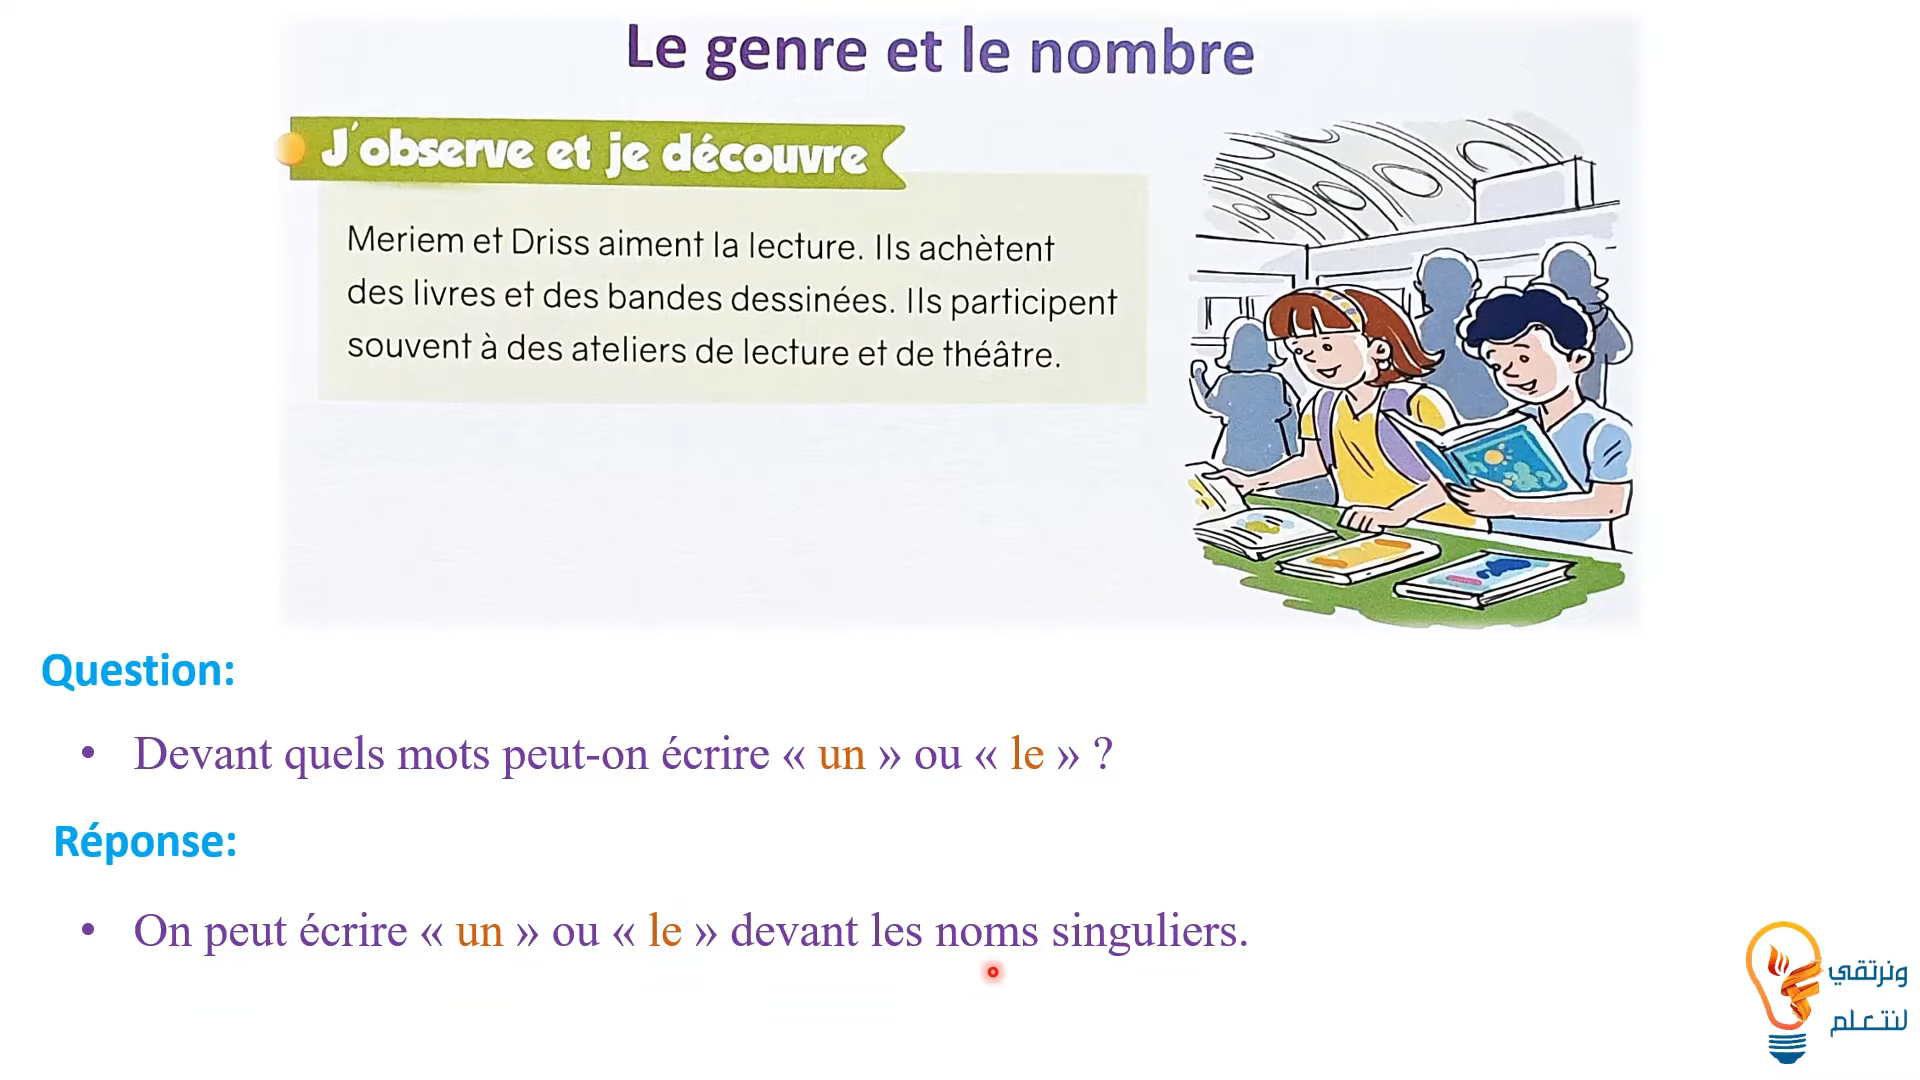 Le genre et le nombre
J'observe et je découvre
Meriem et Driss aiment la lecture. Ils achètent
des livres et des bandes dessinées. Ils participent
souvent à des ateliers de lecture et de théâtre.
Question:
• Devant quels mots peut-on écrire « un » ou « le » ?
Réponse:
• On peut écrire « un » ou « le » devant les noms singuliers.
ونرتقي
لنتعلم